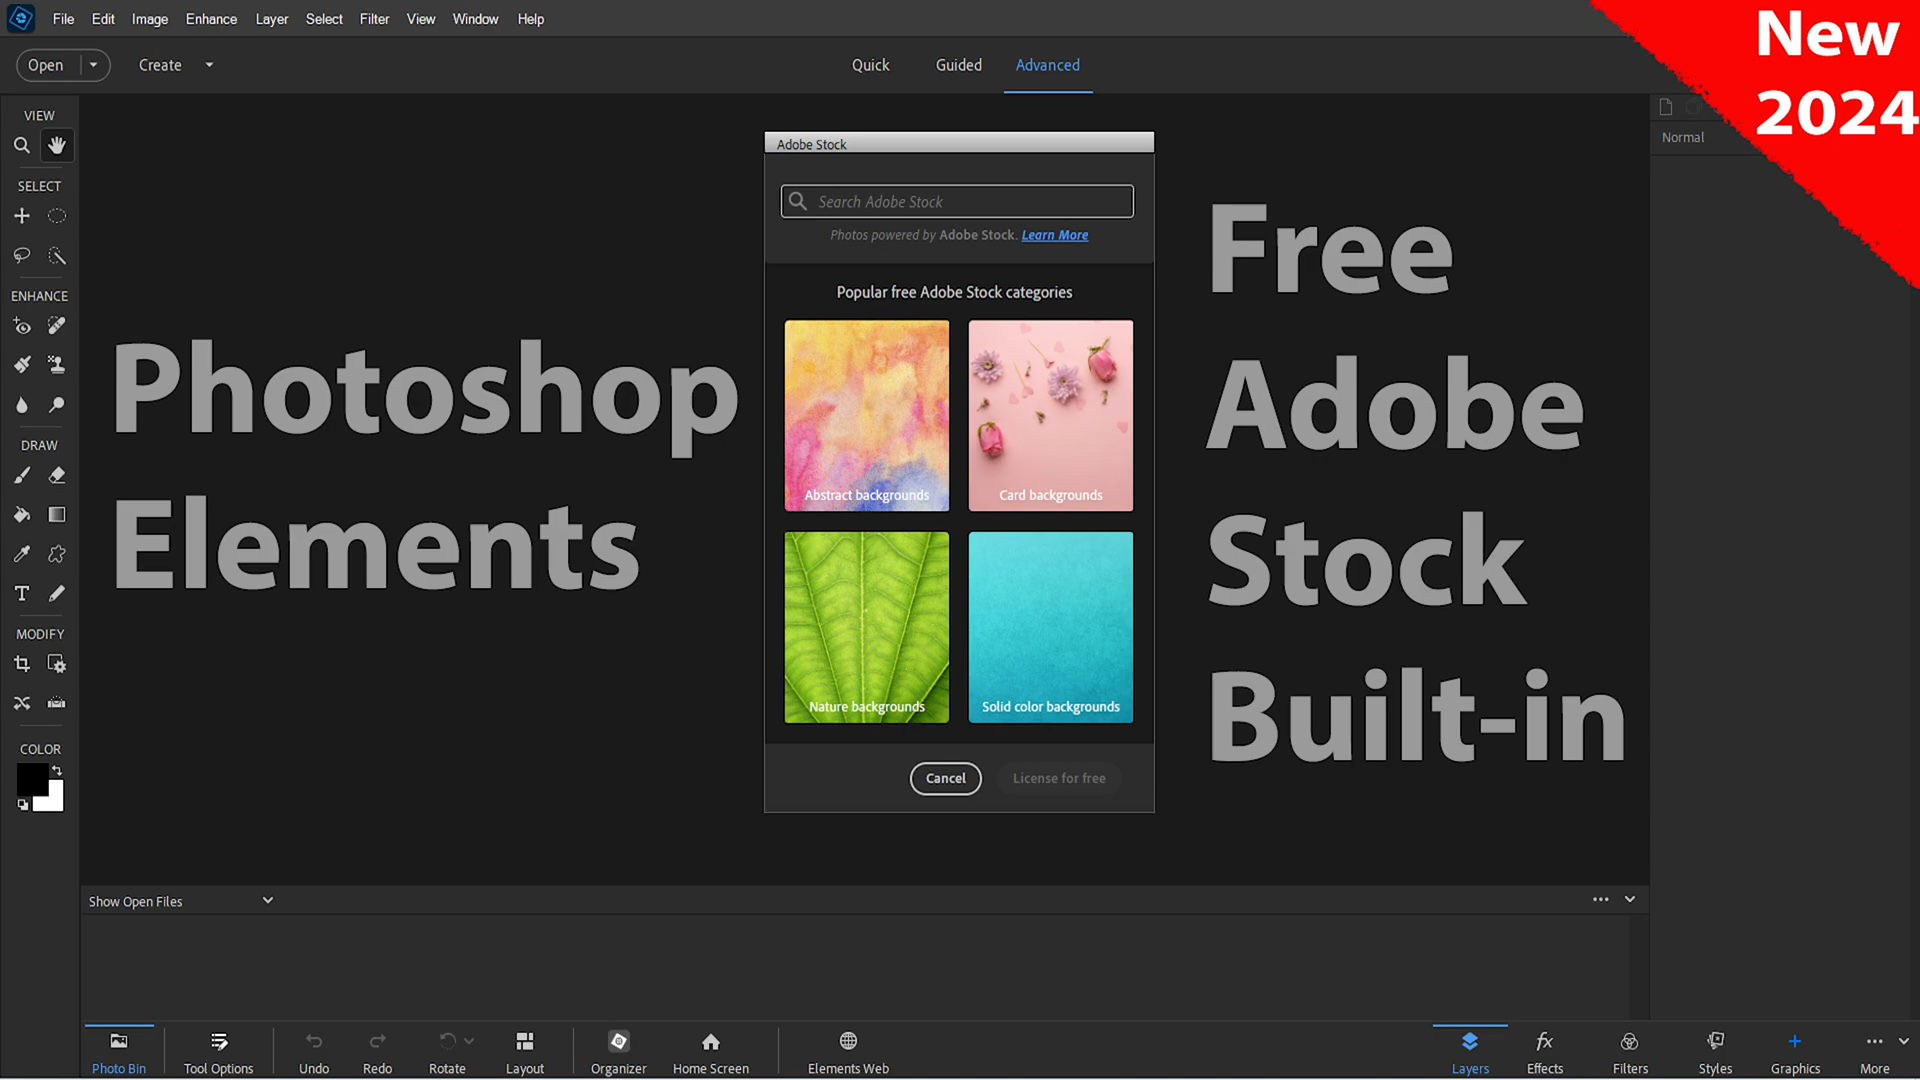 File Edit Image Enhance Layer Select Filter View Window Help
New
2024
Open Create Quick Guided Advanced
VIEW
SELECT
ENHANCE
DRAW
T
MODIFY
COLOR
Normal
Photoshop
Elements
Adobe Stock
Search Adobe Stock
Photos powered by Adobe Stock. Learn More
Popular free Adobe Stock categories
Abstract backgrounds
Card backgrounds
Nature backgrounds
Solid color backgrounds
Cancel License for free
Free
Adobe
Stock
Built-in
Show Open Files
Photo Bin Tool Options Undo Redo Rotate Layout Organizer Home Screen Elements Web
fx
Layers Effects Filters Styles Graphics More